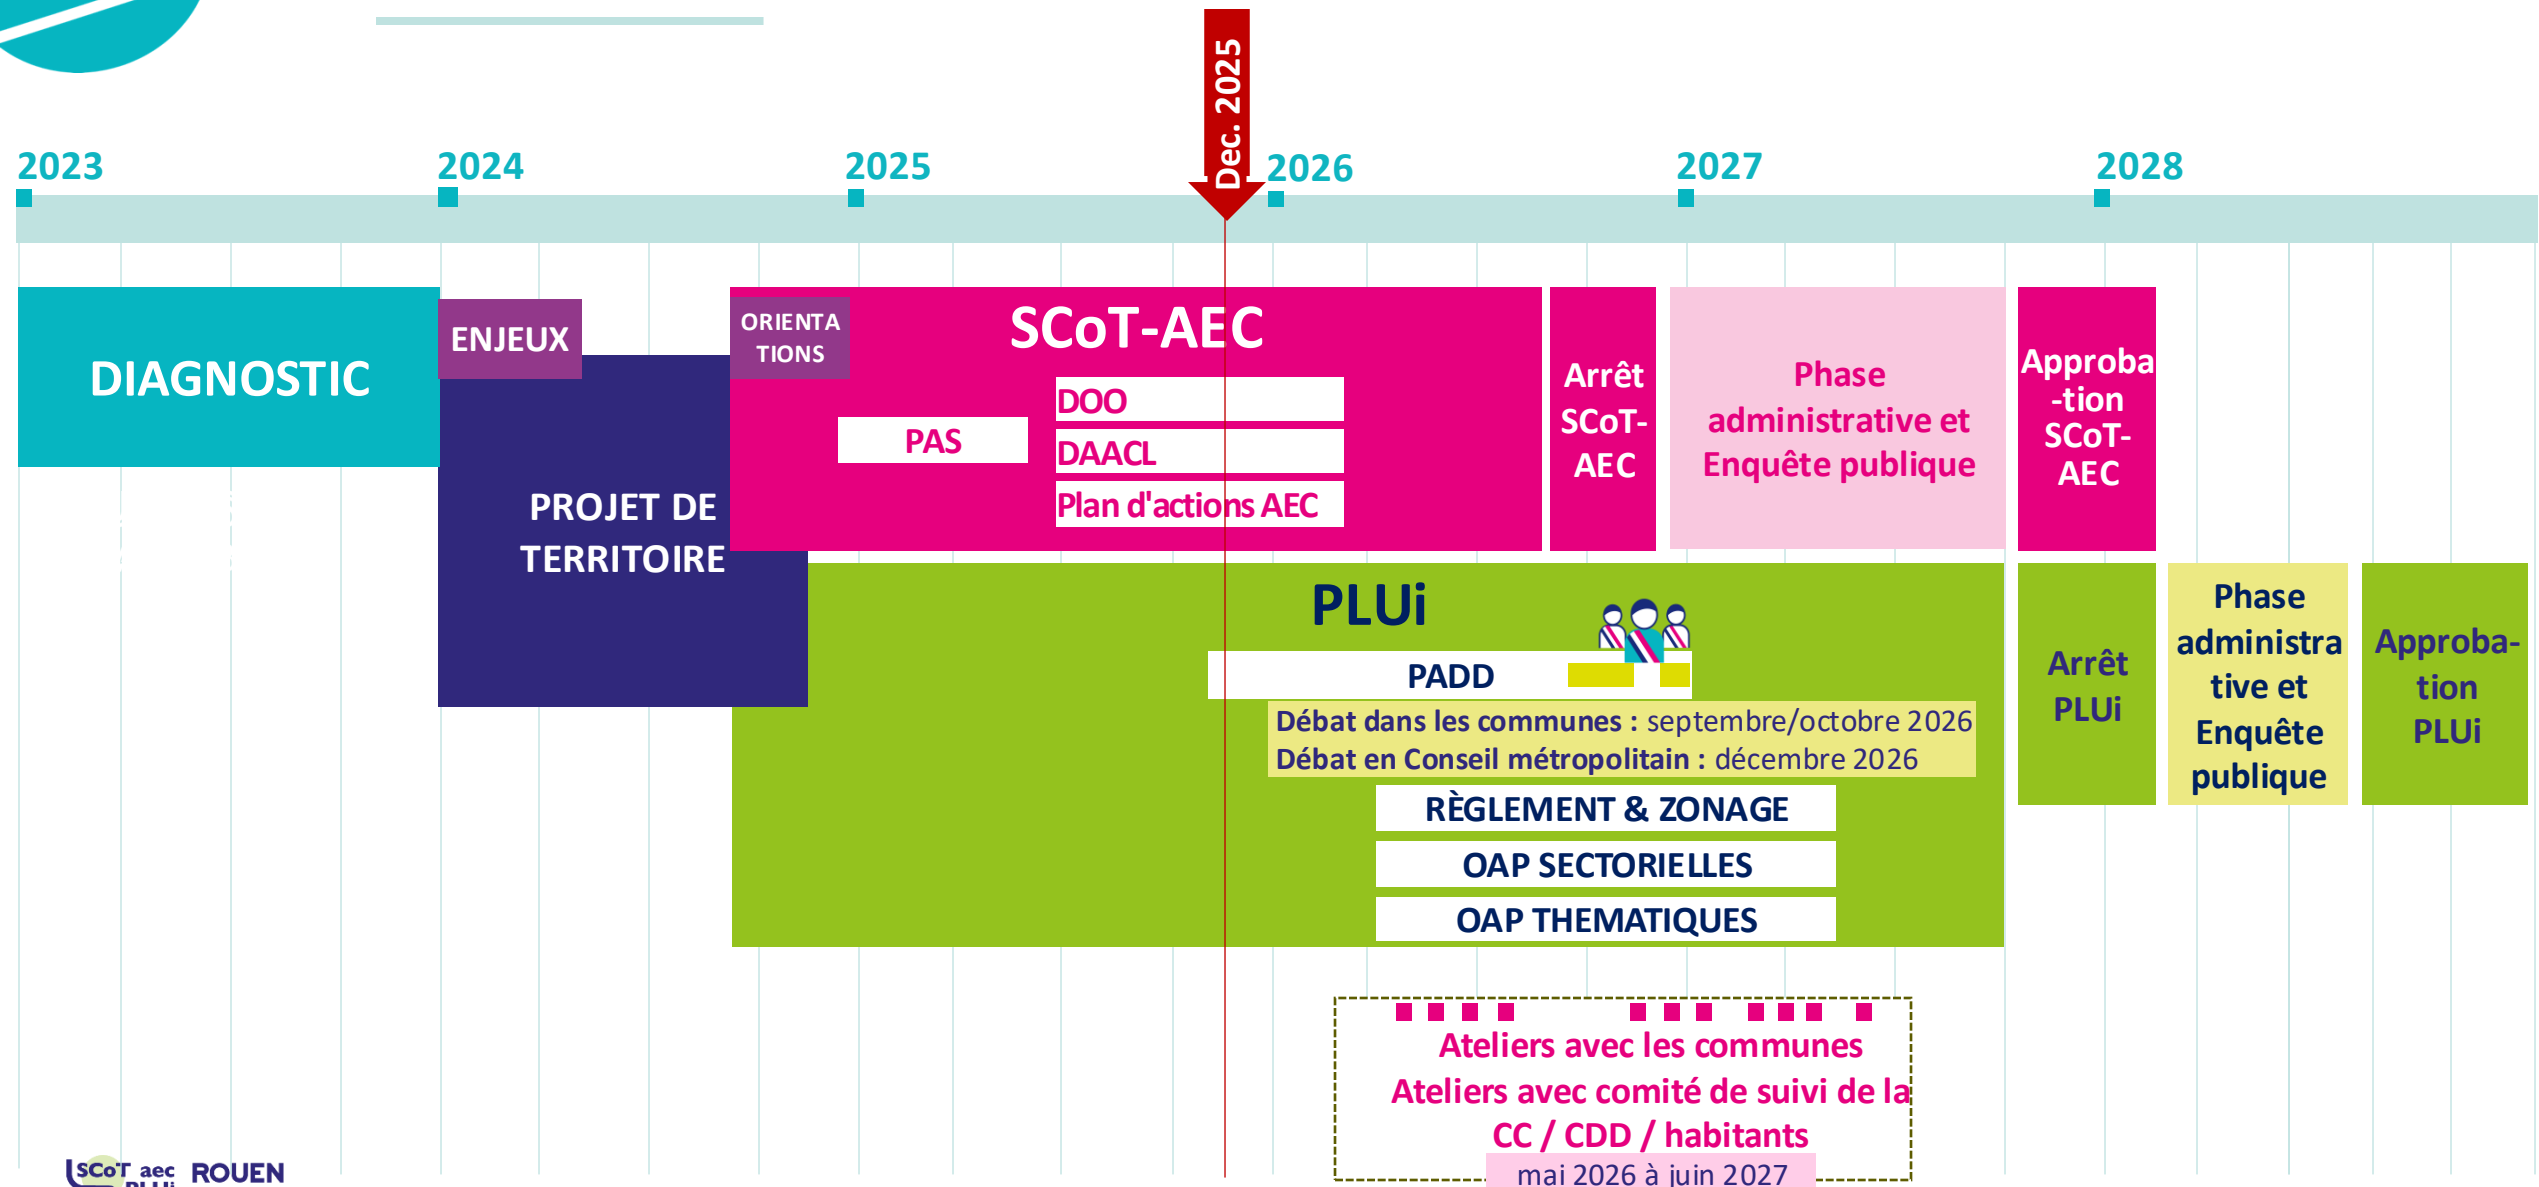 Dec. 2025
2023
2024
2025
2026
2027
2028
DIAGNOSTIC
ENJEUX
PROJET DE
TERRITOIRE
ORIENTA
TIONS
SCoT-AEC
PAS
DOO
DAACL
Plan d'actions AEC
Arrêt
SCoT-
AEC
Phase
administrative et
Enquête publique
Approba
-tion
SCoT-
AEC
PLUi
PADD
Débat dans les communes : septembre/octobre 2026
Débat en Conseil métropolitain : décembre 2026
RÈGLEMENT & ZONAGE
OAP SECTORIELLES
OAP THEMATIQUES
Arrêt
PLUi
Phase
administra
tive et
Enquête
publique
Approba-
tion
PLUi
Ateliers avec les communes
Ateliers avec comité de suivi de la
CC / CDD / habitants
mai 2026 à juin 2027
SCoT aec
PLUi
ROUEN